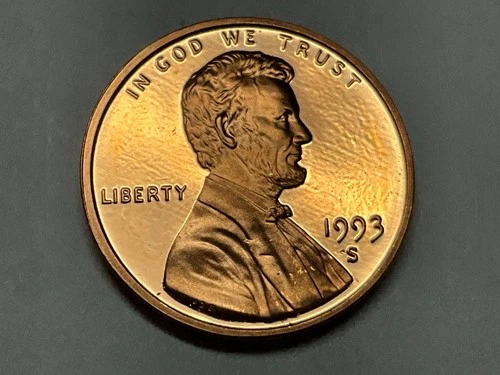 IN GOD WE TRUST
LIBERTY
1993
S